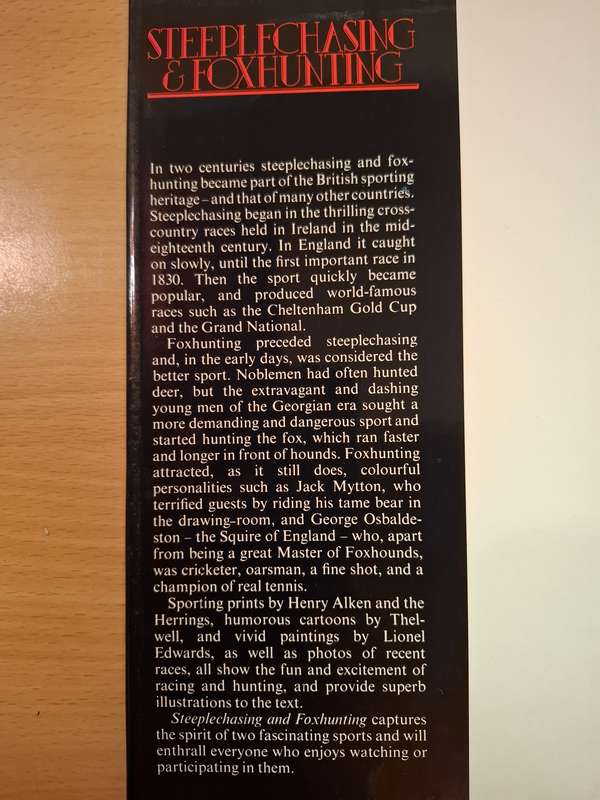 STEEPLECHASING
& FOXHUNTING
In two centuries steeplechasing and fox-
hunting became part of the British sporting
heritage – and that of many other countries.
Steeplechasing began in the thrilling cross-
country races held in Ireland in the mid-
eighteenth century. In England it caught
on slowly, until the first important race in
1830. Then the sport quickly became
popular, and produced world-famous
races such as the Cheltenham Gold Cup
and the Grand National.
Foxhunting preceded steeplechasing
and, in the early days, was considered the
better sport. Noblemen had often hunted
deer, but the extravagant and dashing
young men of the Georgian era sought a
more demanding and dangerous sport and
started hunting the fox, which ran faster
and longer in front of hounds. Foxhunting
attracted, as it still does, colourful
personalities such as Jack Mytton, who
terrified guests by riding his tame bear in
the drawing-room, and George Osbalde-
ston – the Squire of England – who, apart
from being a great Master of Foxhounds,
was cricketer, oarsman, a fine shot, and a
champion of real tennis.
Sporting prints by Henry Alken and the
Herrings, humorous cartoons by Thel-
well, and vivid paintings by Lionel
Edwards, as well as photos of recent
races, all show the fun and excitement of
racing and hunting, and provide superb
illustrations to the text.
Steeplechasing and Foxhunting captures
the spirit of two fascinating sports and will
enthrall everyone who enjoys watching or
participating in them.